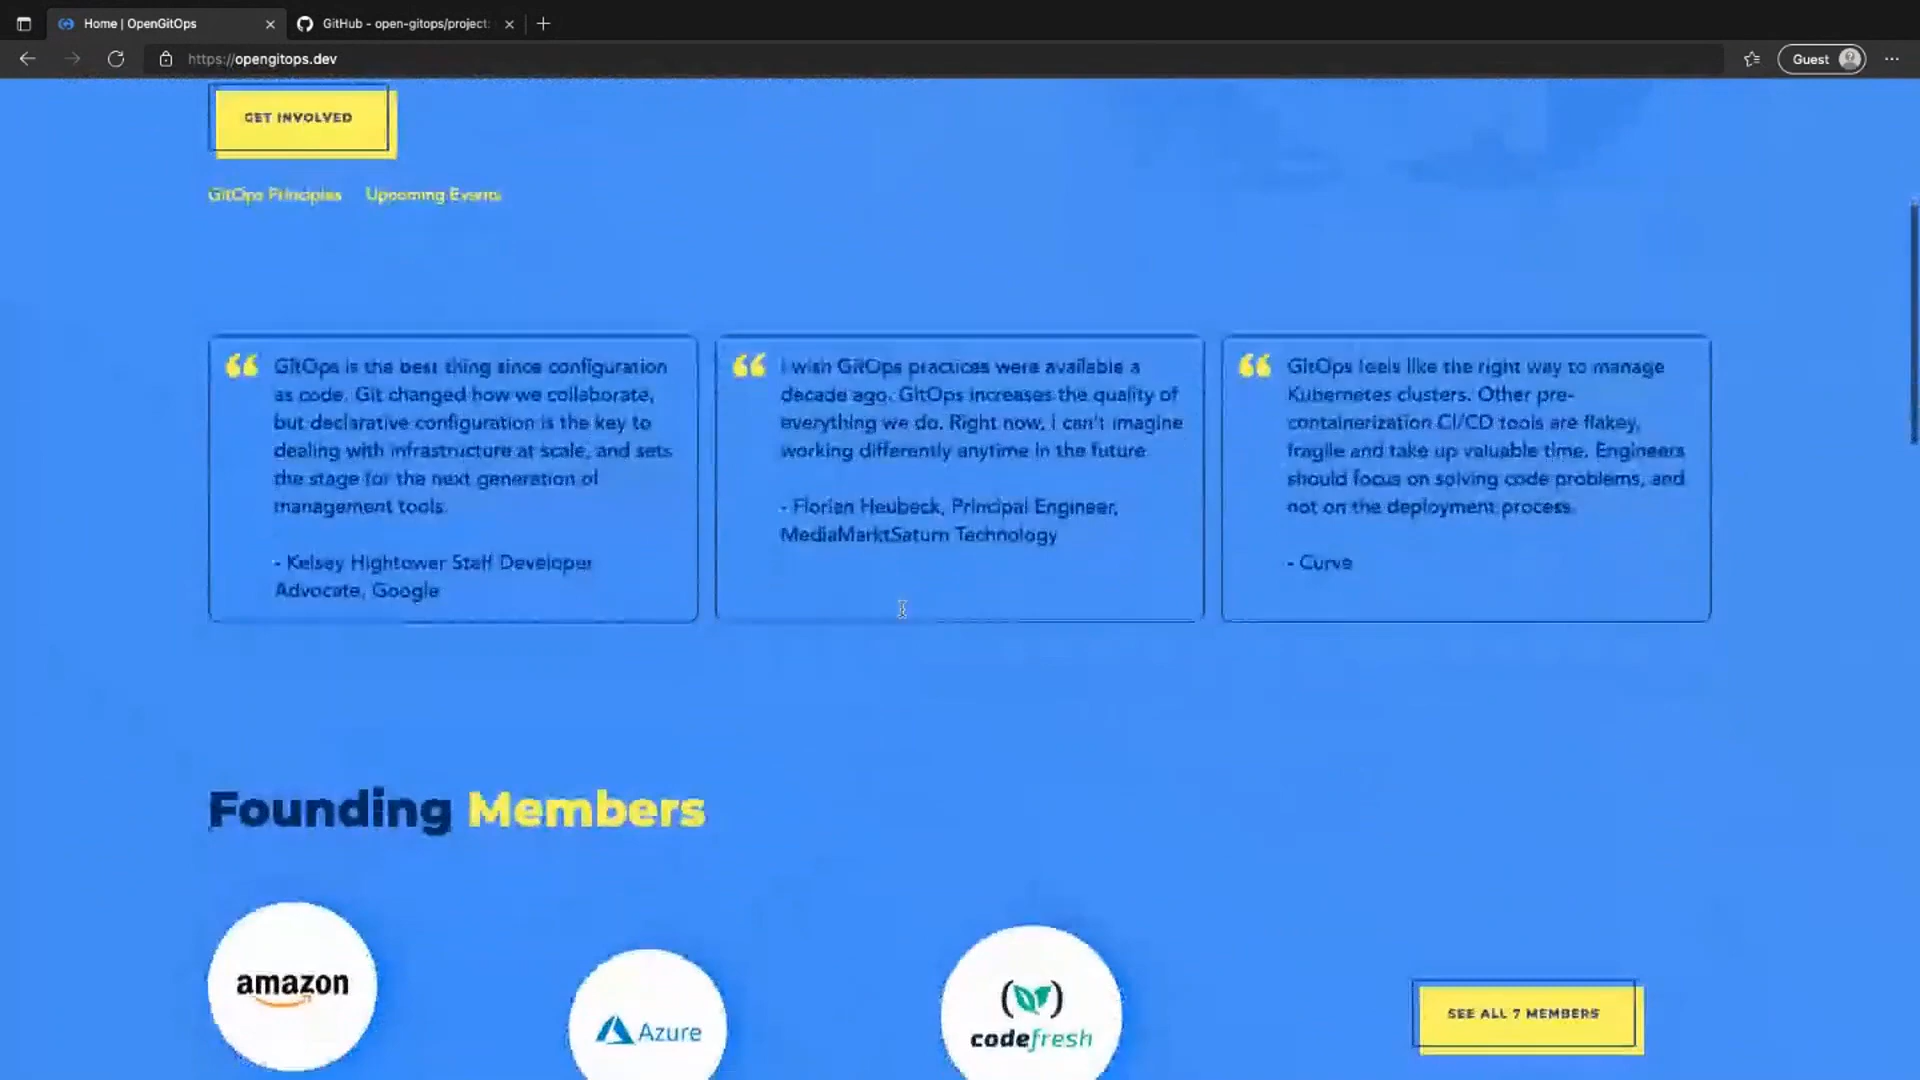 Home | OpenGitOps
GitHub - open-gitops/project:
https://opengitops.dev
Guest
GET INVOLVED
GitOps Principles
Upcoming Events
GitOps is the best thing since configuration
as code. Git changed how we collaborate,
but declarative configuration is the key to
dealing with infrastructure at scale, and sets
the stage for the next generation of
management tools.
- Kelsey Hightower Staff Developer
Advocate, Google
I wish GitOps practices were available a
decade ago. GitOps increases the quality of
everything we do. Right now, I can't imagine
working differently anytime in the future
- Florian Heubeck, Principal Engineer,
MediaMarktSaturn Technology
GitOps feels like the right way to manage
Kubernetes clusters. Other pre-
containerization CI/CD tools are flakey,
fragile and take up valuable time. Engineers
should focus on solving code problems, and
not on the deployment process.
- Curve
Founding Members
amazon
Azure
codefresh
SEE ALL 7 MEMBERS